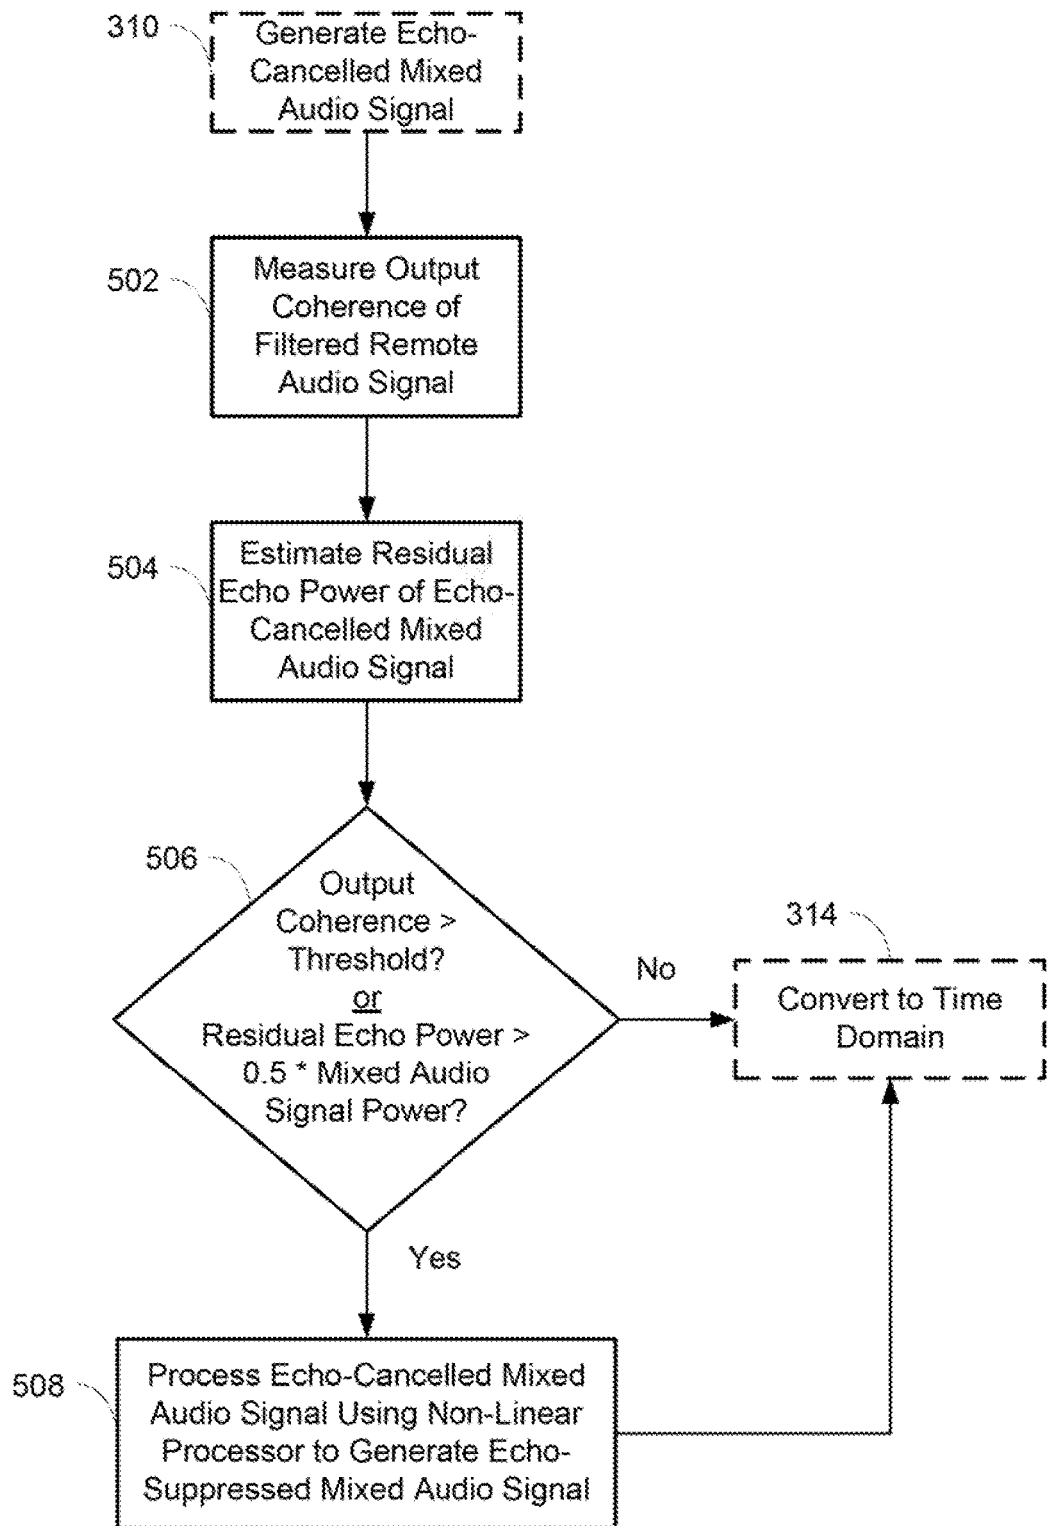 310
Generate Echo-
Cancelled Mixed
Audio Signal
502
Measure Output
Coherence of
Filtered Remote
Audio Signal
504
Estimate Residual
Echo Power of Echo-
Cancelled Mixed
Audio Signal
506
Output
Coherence >
Threshold?
or
Residual Echo Power >
0.5 * Mixed Audio
Signal Power?
No
314
Convert to Time
Domain
Yes
508
Process Echo-Cancelled Mixed
Audio Signal Using Non-Linear
Processor to Generate Echo-
Suppressed Mixed Audio Signal